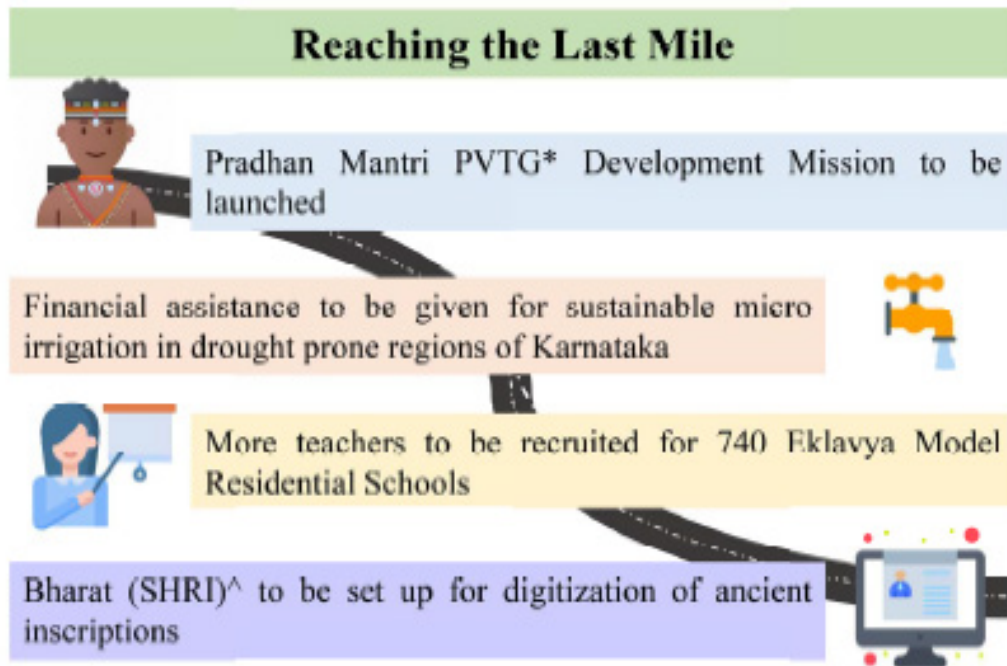 Reaching the Last Mile
Pradhan Mantri PVTG* Development Mission to be
launched
Financial assistance to be given for sustainable micro
irrigation in drought prone regions of Karnataka
More teachers to be recruited for 740 Eklavya Model
Residential Schools
Bharat (SHRI)^ to be set up for digitization of ancient
inscriptions